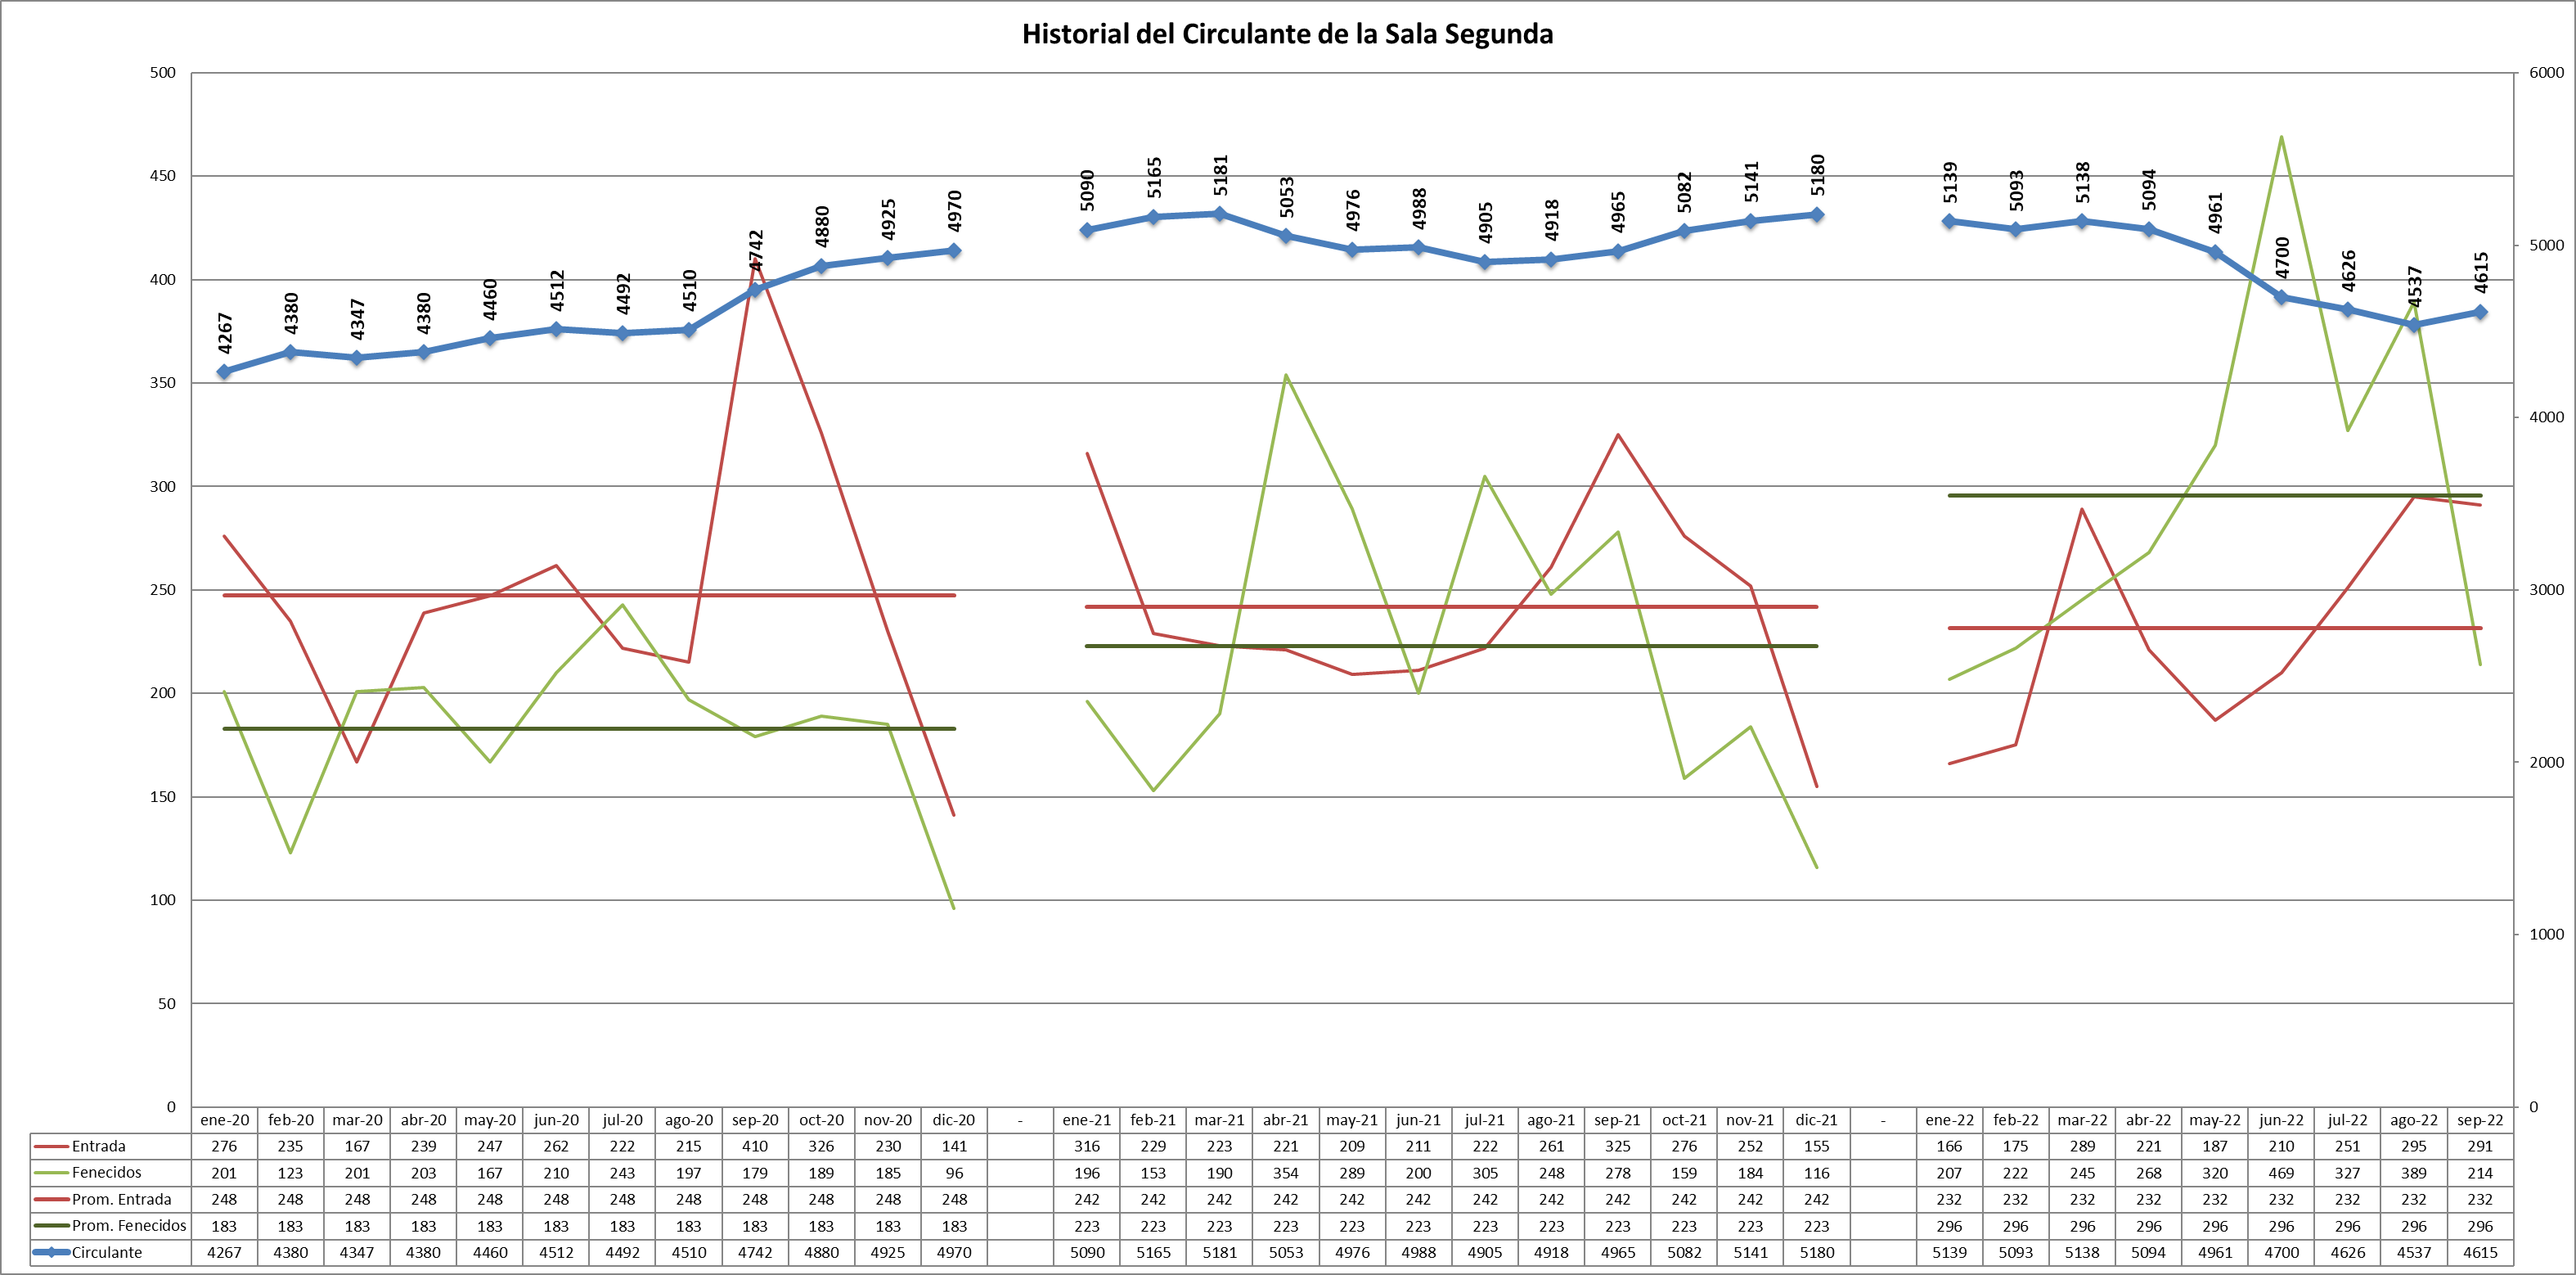 Historial del Circulante de la Sala Segunda
500
450
400
350
300
250
200
150
100
50
0
6000
5000
4000
3000
2000
1000
0
4267 4380 4347 4380 4460 4512 4492 4510 4742 4880 4925 4970 5090 5165 5181 5053 4976 4988 4905 4918 4965 5082 5141 5180 5139 5093 5138 5094 4961 4700 4626 4537 4615
ene-20 feb-20 mar-20 abr-20 may-20 jun-20 jul-20 ago-20 sep-20 oct-20 nov-20 dic-20 - ene-21 feb-21 mar-21 abr-21 may-21 jun-21 jul-21 ago-21 sep-21 oct-21 nov-21 dic-21 - ene-22 feb-22 mar-22 abr-22 may-22 jun-22 jul-22 ago-22 sep-22
Entrada 276 235 167 239 247 262 222 215 410 326 230 141 316 229 223 221 209 211 222 261 325 276 252 155 166 175 289 221 187 210 251 295 291
Fenecidos 201 123 201 203 167 210 243 197 179 189 185 96 196 153 190 354 289 200 305 248 278 159 184 116 207 222 245 268 320 469 327 389 214
Prom. Entrada 248 248 248 248 248 248 248 248 248 248 248 248 242 242 242 242 242 242 242 242 242 242 242 242 232 232 232 232 232 232 232 232 232
Prom. Fenecidos 183 183 183 183 183 183 183 183 183 183 183 183 223 223 223 223 223 223 223 223 223 223 223 223 296 296 296 296 296 296 296 296 296
Circulante 4267 4380 4347 4380 4460 4512 4492 4510 4742 4880 4925 4970 5090 5165 5181 5053 4976 4988 4905 4918 4965 5082 5141 5180 5139 5093 5138 5094 4961 4700 4626 4537 4615